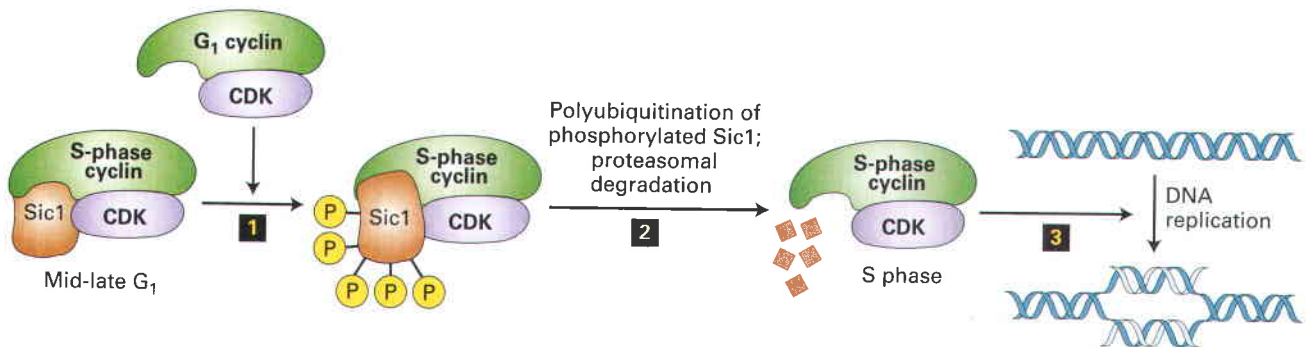 G₁ cyclin
CDK
S-phase
cyclin
Sic1
CDK
Mid-late G₁
1
S-phase
cyclin
Sic1
CDK
P
P
P
P
P
Polyubiquitination of
phosphorylated Sic1;
proteasomal
degradation
2
S-phase
cyclin
CDK
S phase
3
DNA
replication